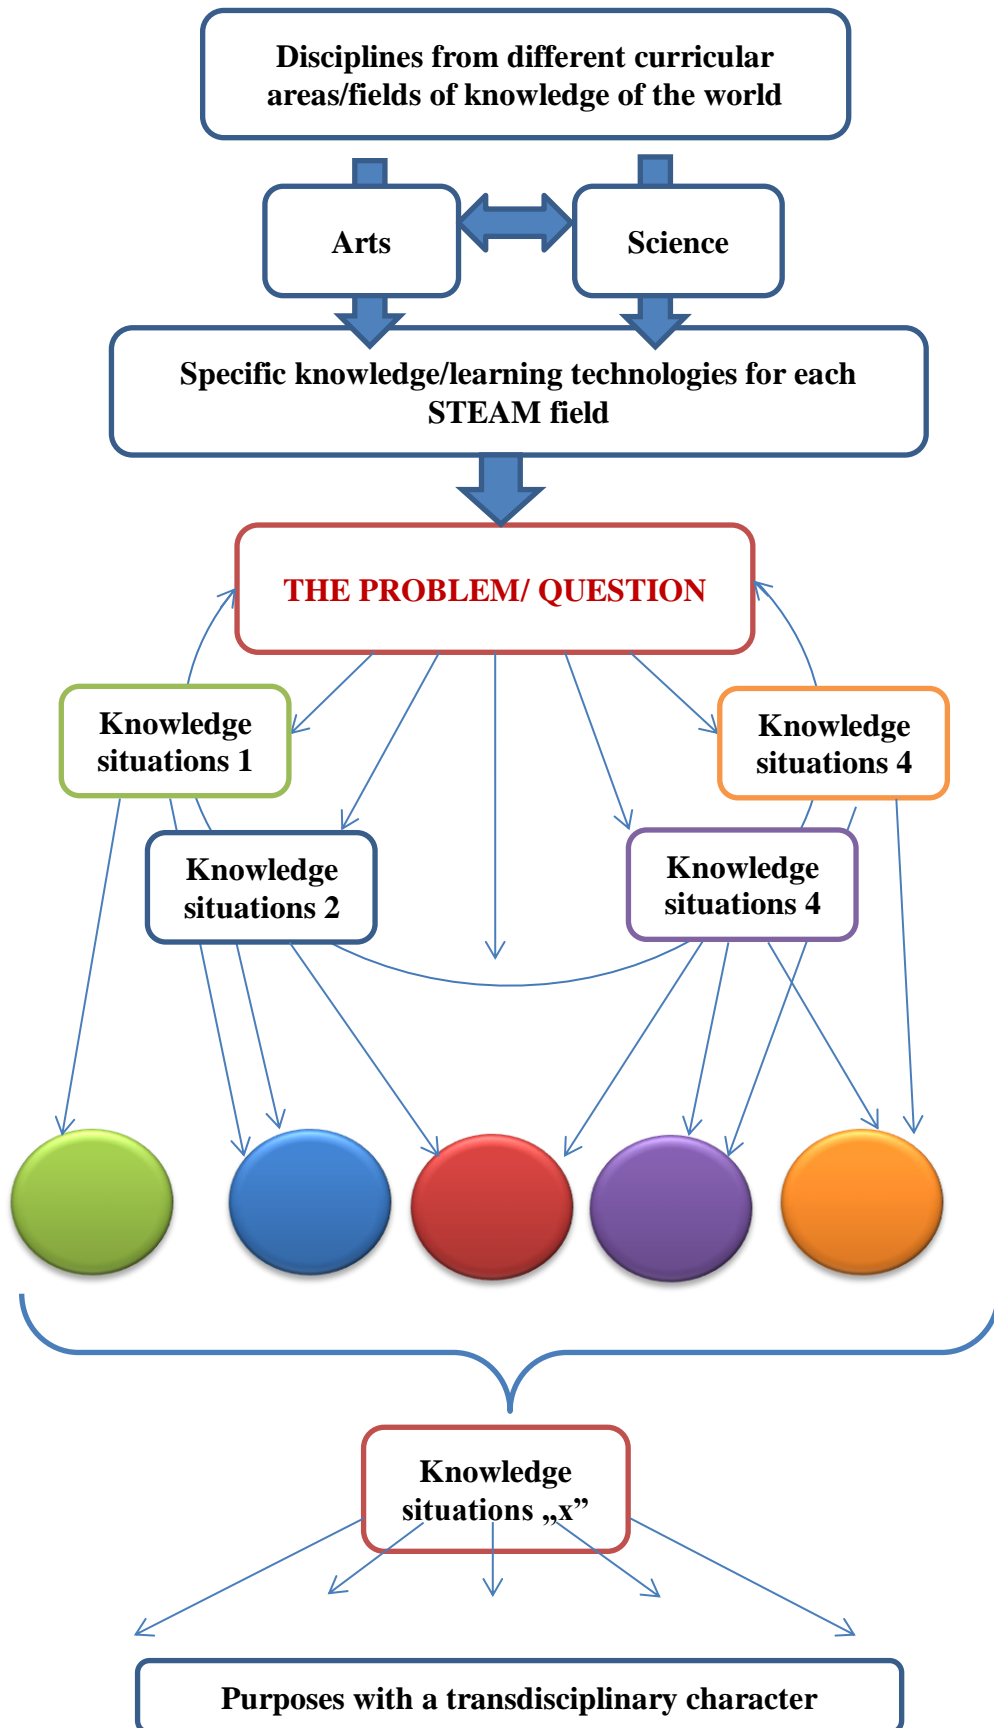 Disciplines from different curricular
areas/fields of knowledge of the world
Arts
Science
Specific knowledge/learning technologies for each
STEAM field
THE PROBLEM/ QUESTION
Knowledge
situations 1
Knowledge
situations 4
Knowledge
situations 2
Knowledge
situations 4
Knowledge
situations „x”
Purposes with a transdisciplinary character